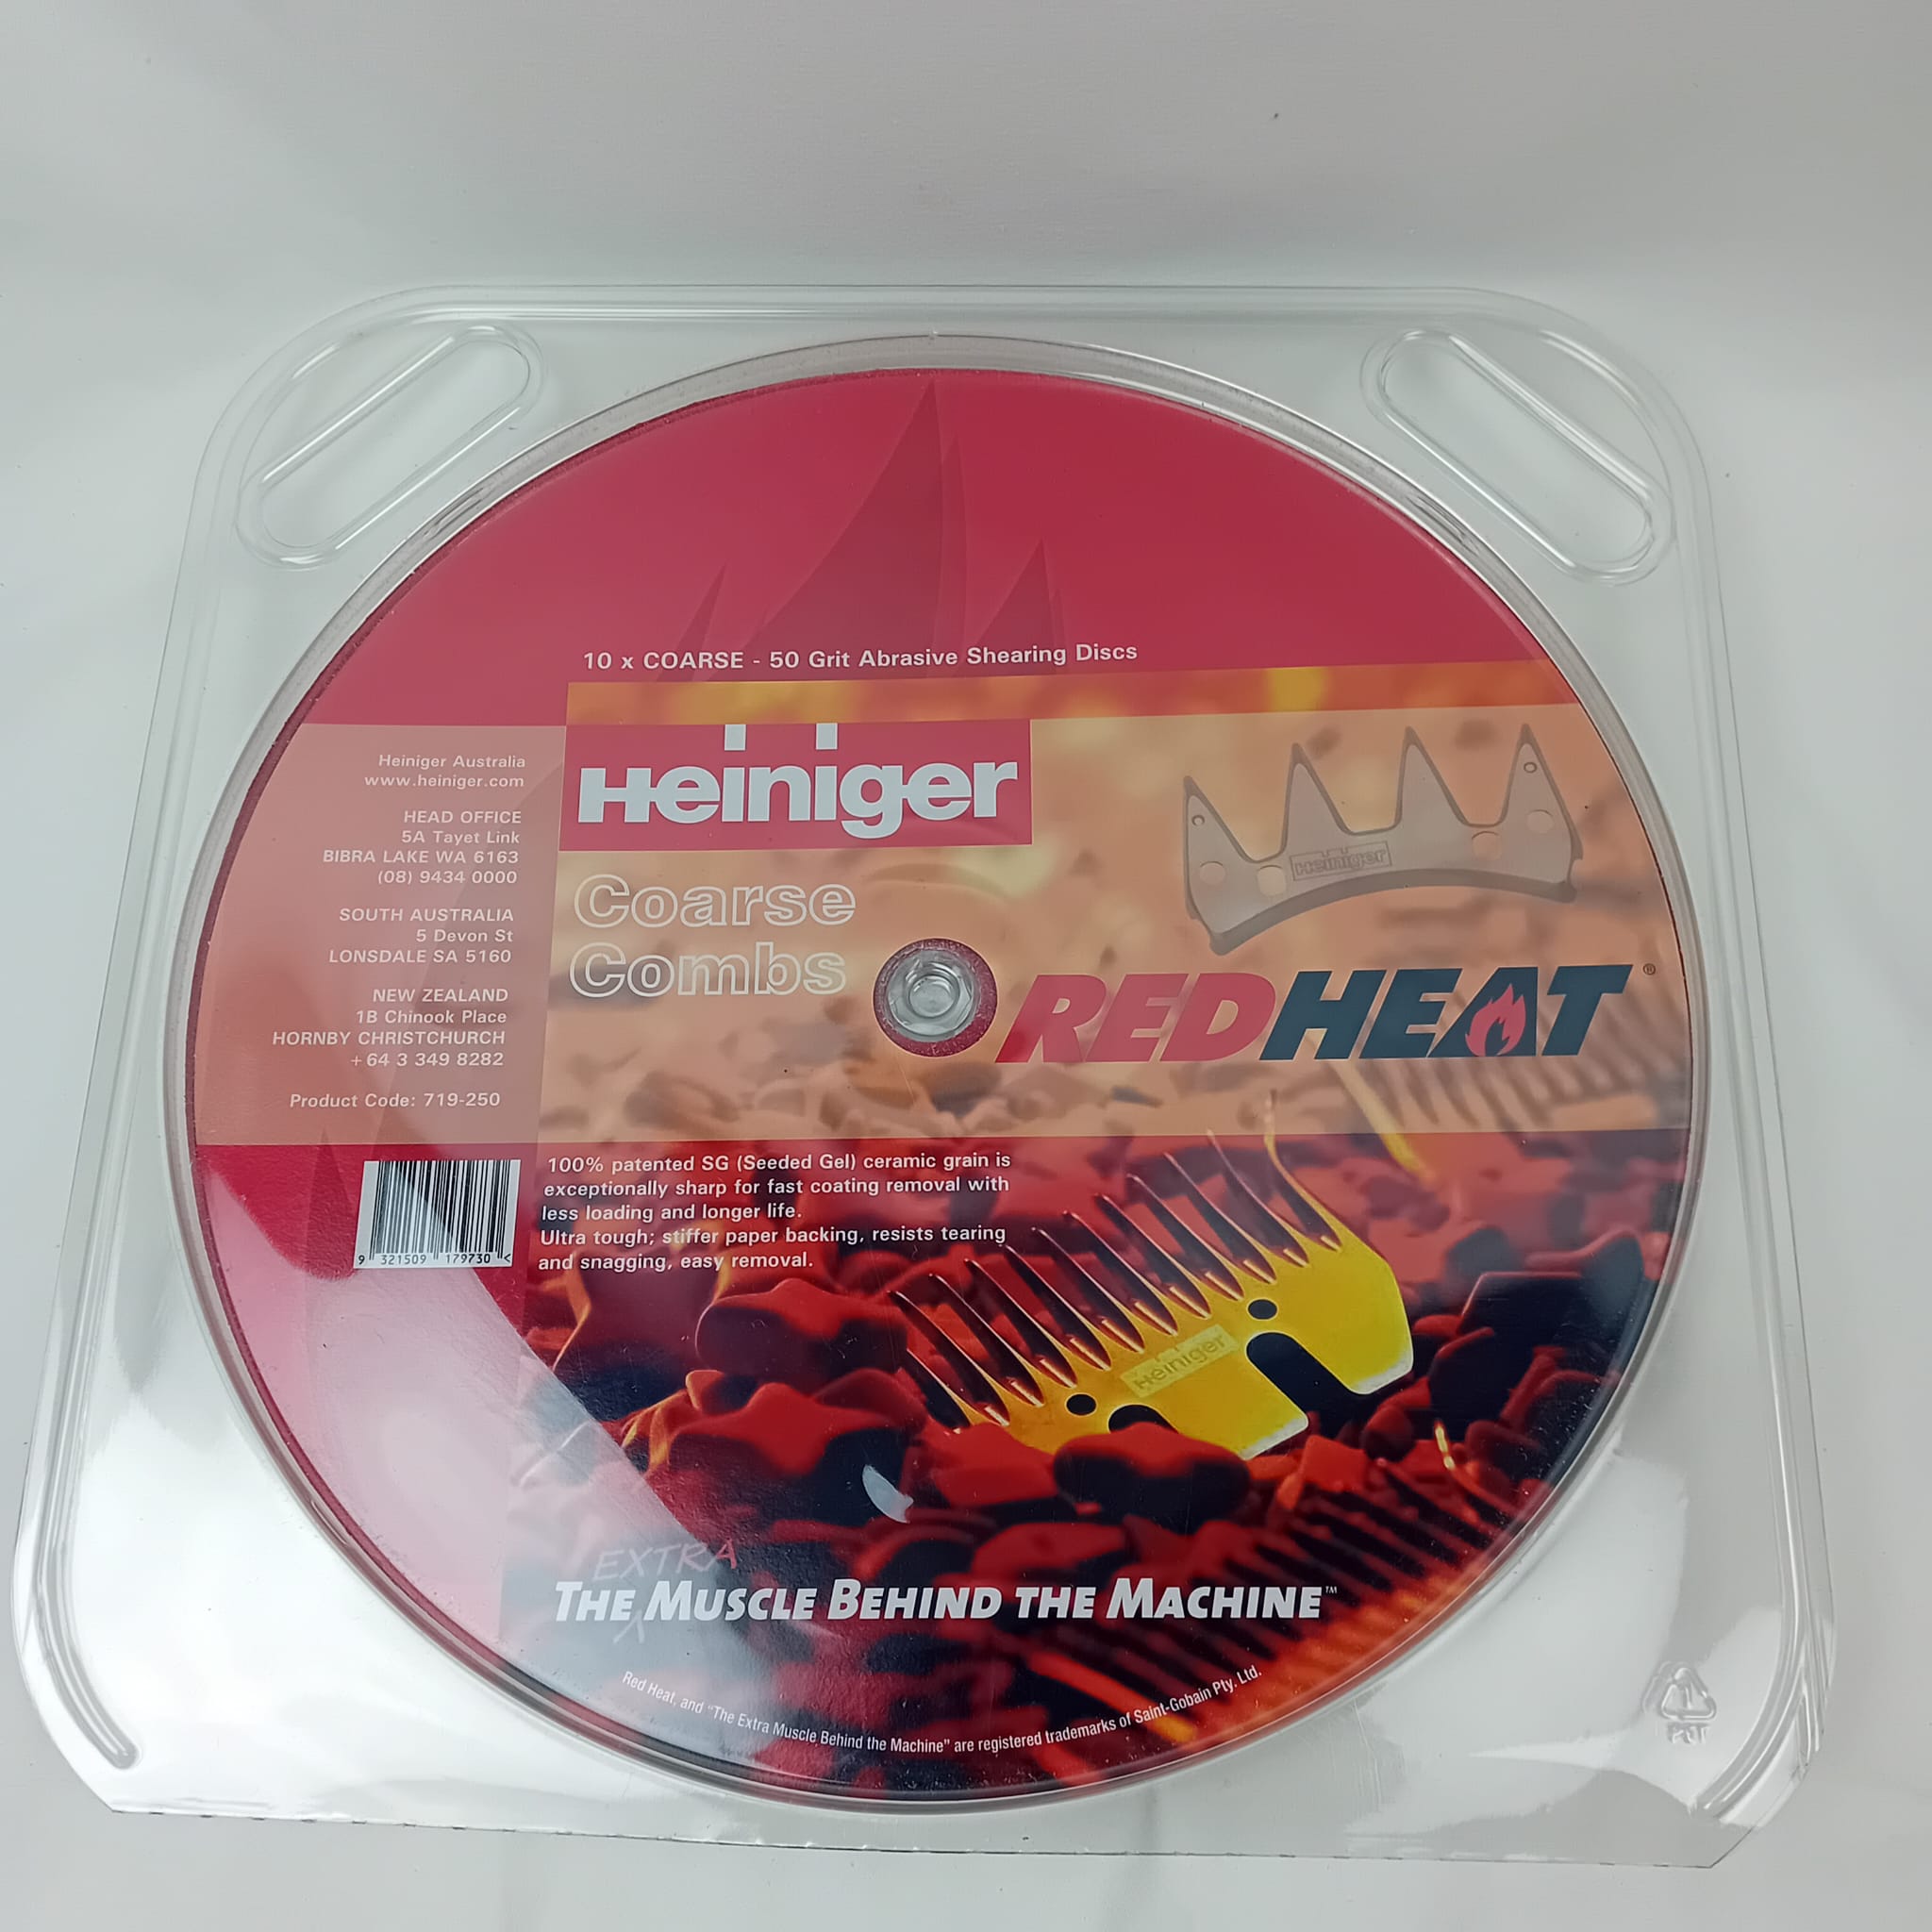 10 x COARSE - 50 Grit Abrasive Shearing Discs
Heiniger
Heiniger Australia
www.heiniger.com
HEAD OFFICE
5A Tayet Link
BIBRA LAKE WA 6163
(08) 9434 0000
SOUTH AUSTRALIA
5 Devon St
LONSDALE SA 5160
NEW ZEALAND
1B Chinook Place
HORNBY CHRISTCHURCH
+64 3 349 8282
Product Code: 719-250
Coarse
Combs
Heiniger
REDHEAT®
9 321509 179730 <
100% patented SG (Seeded Gel) ceramic grain is
exceptionally sharp for fast coating removal with
less loading and longer life.
Ultra tough; stiffer paper backing, resists tearing
and snagging, easy removal.
Heiniger
EXTRA
THE MUSCLE BEHIND THE MACHINE™
Red Heat, and "The Extra Muscle Behind the Machine" are registered trademarks of Saint-Gobain Pty. Ltd.